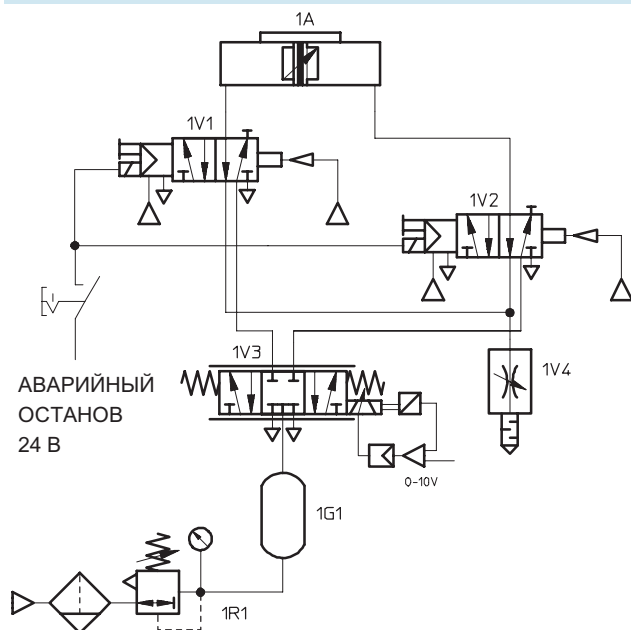 1A
1V1
1V2
1V3
1V4
АВАРИЙНЫЙ
ОСТАНОВ
24 В
0-10V
1G1
1R1